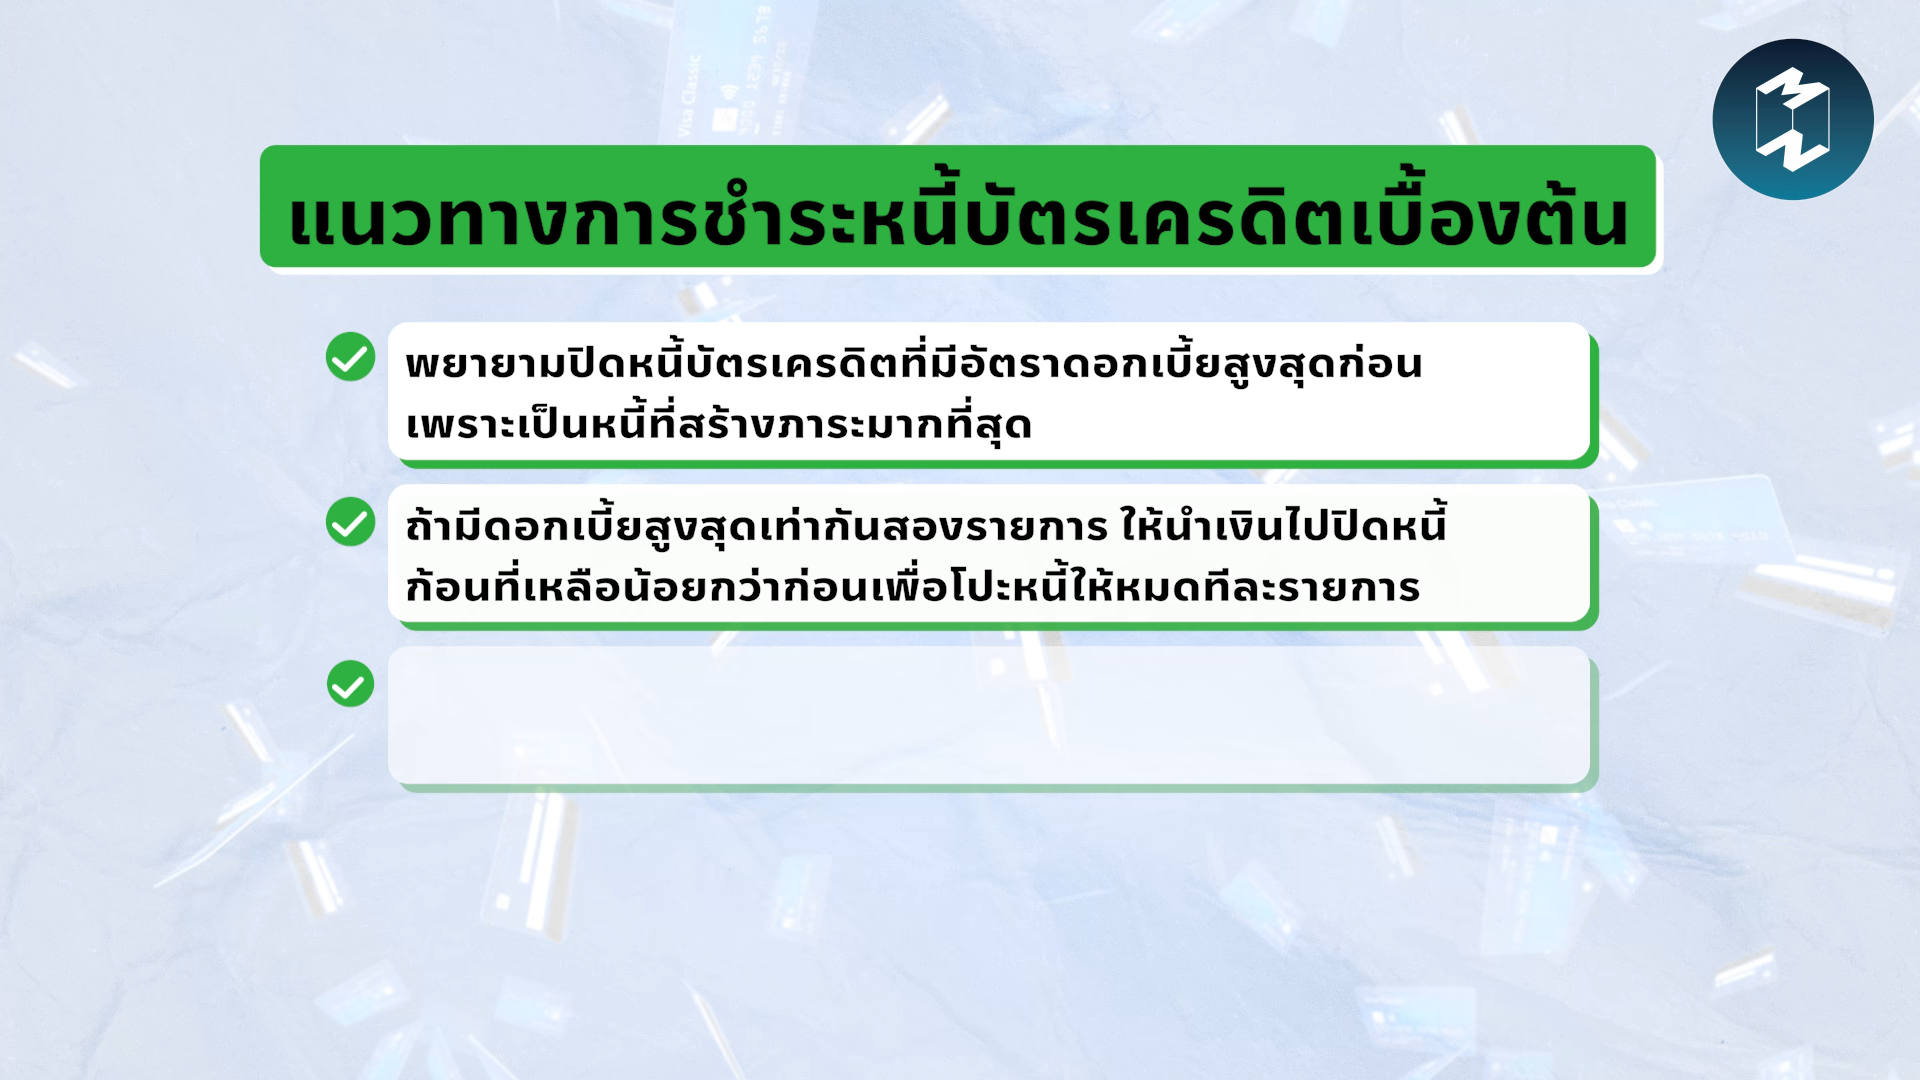 Visa Classic
แนวทางการชำระหนี้บัตรเครดิตเบื้องต้น
พยายามปิดหนี้บัตรเครดิตที่มีอัตราดอกเบี้ยสูงสุดก่อน
เพราะเป็นหนี้ที่สร้างภาระมากที่สุด
ถ้ามีดอกเบี้ยสูงสุดเท่ากันสองรายการ ให้นำเงินไปปิดหนี้
ก้อนที่เหลือน้อยกว่าก่อนเพื่อโปะหนี้ให้หมดทีละรายการ